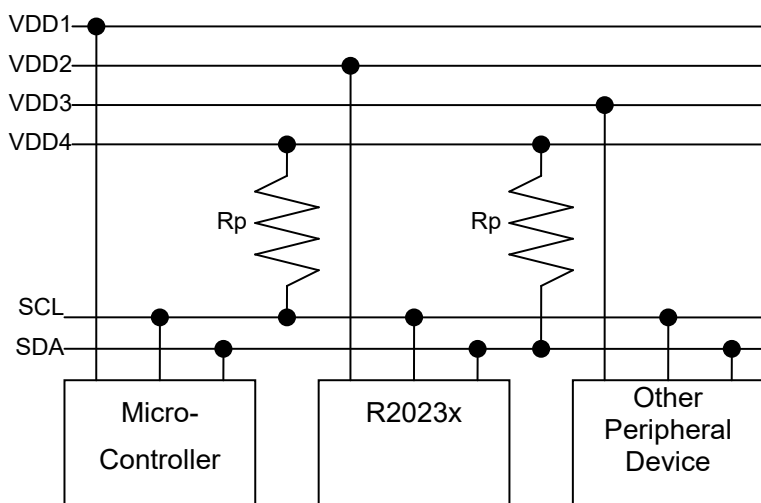 VDD1
VDD2
VDD3
VDD4
Rp
Rp
SCL
SDA
Micro-
Controller
R2023x
Other
Peripheral
Device